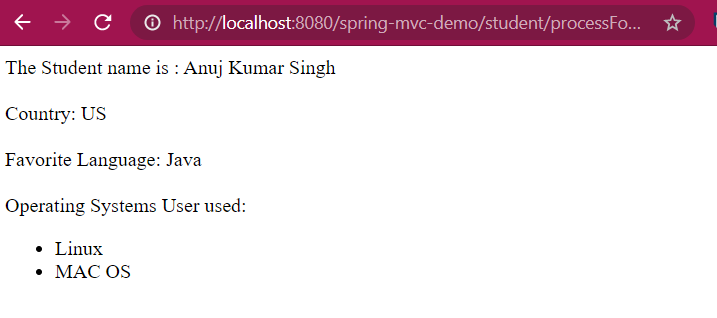 http://localhost:8080/spring-mvc-demo/student/processFo...
The Student name is : Anuj Kumar Singh
Country: US
Favorite Language: Java
Operating Systems User used:
• Linux
• MAC OS